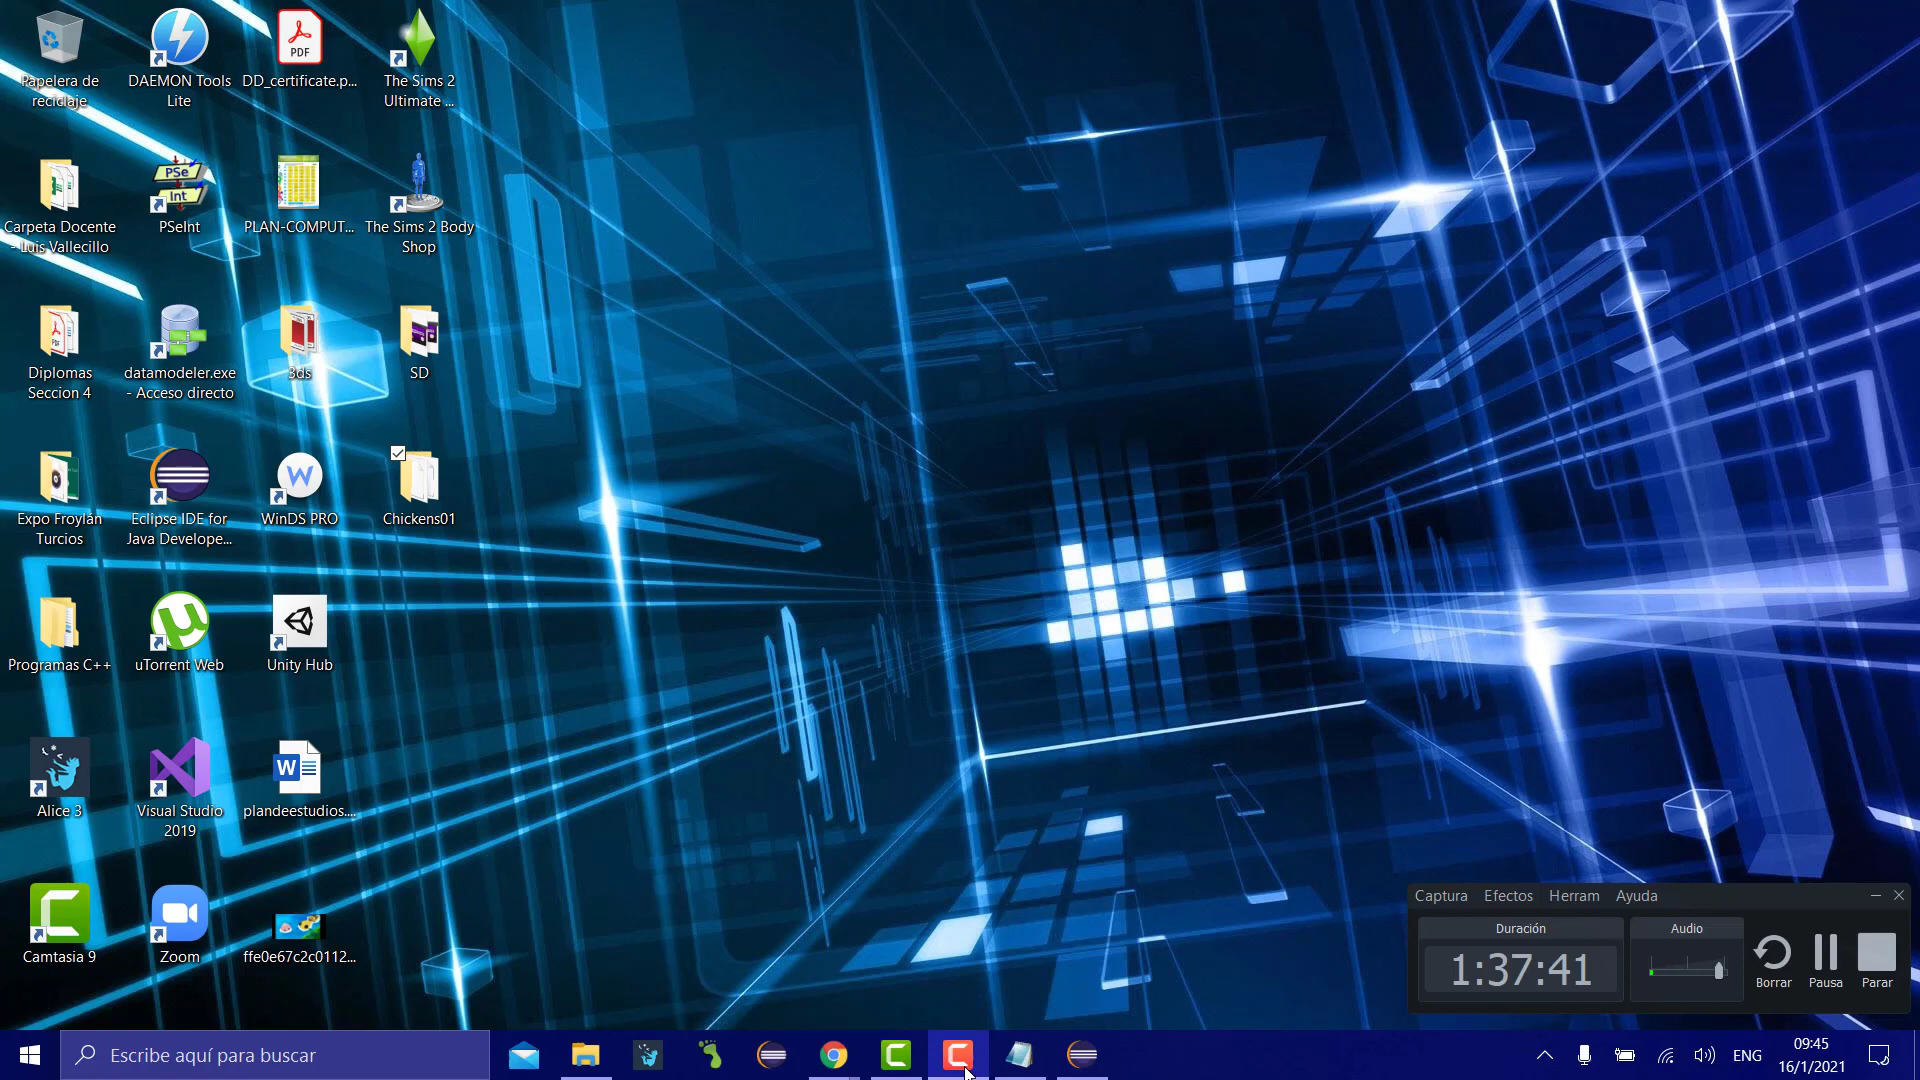 Papelera de
reciclaje
DAEMON Tools
Lite
PDF
DD_certificate.p...
The Sims 2
Ultimate ...
Carpeta Docente
- Luis Vallecillo
PSe
Int
PSeInt
PLAN-COMPUT...
The Sims 2 Body
Shop
PDF
Diplomas
Seccion 4
datamodeler.exe
- Acceso directo
3ds
SD
Expo Froylán
Turcios
Eclipse IDE for
Java Develope...
W
WinDS PRO
Chickens01
Programas C++
µ
uTorrent Web
Unity Hub
Alice 3
Visual Studio
2019
W
plandeestudios....
C
Camtasia 9
Zoom
ffe0e67c2c0112...
Captura Efectos Herram Ayuda
Duración
1:37:41
Audio
Borrar
Pausa
Parar
Escribe aquí para buscar
C
C
ENG
09:45
16/1/2021